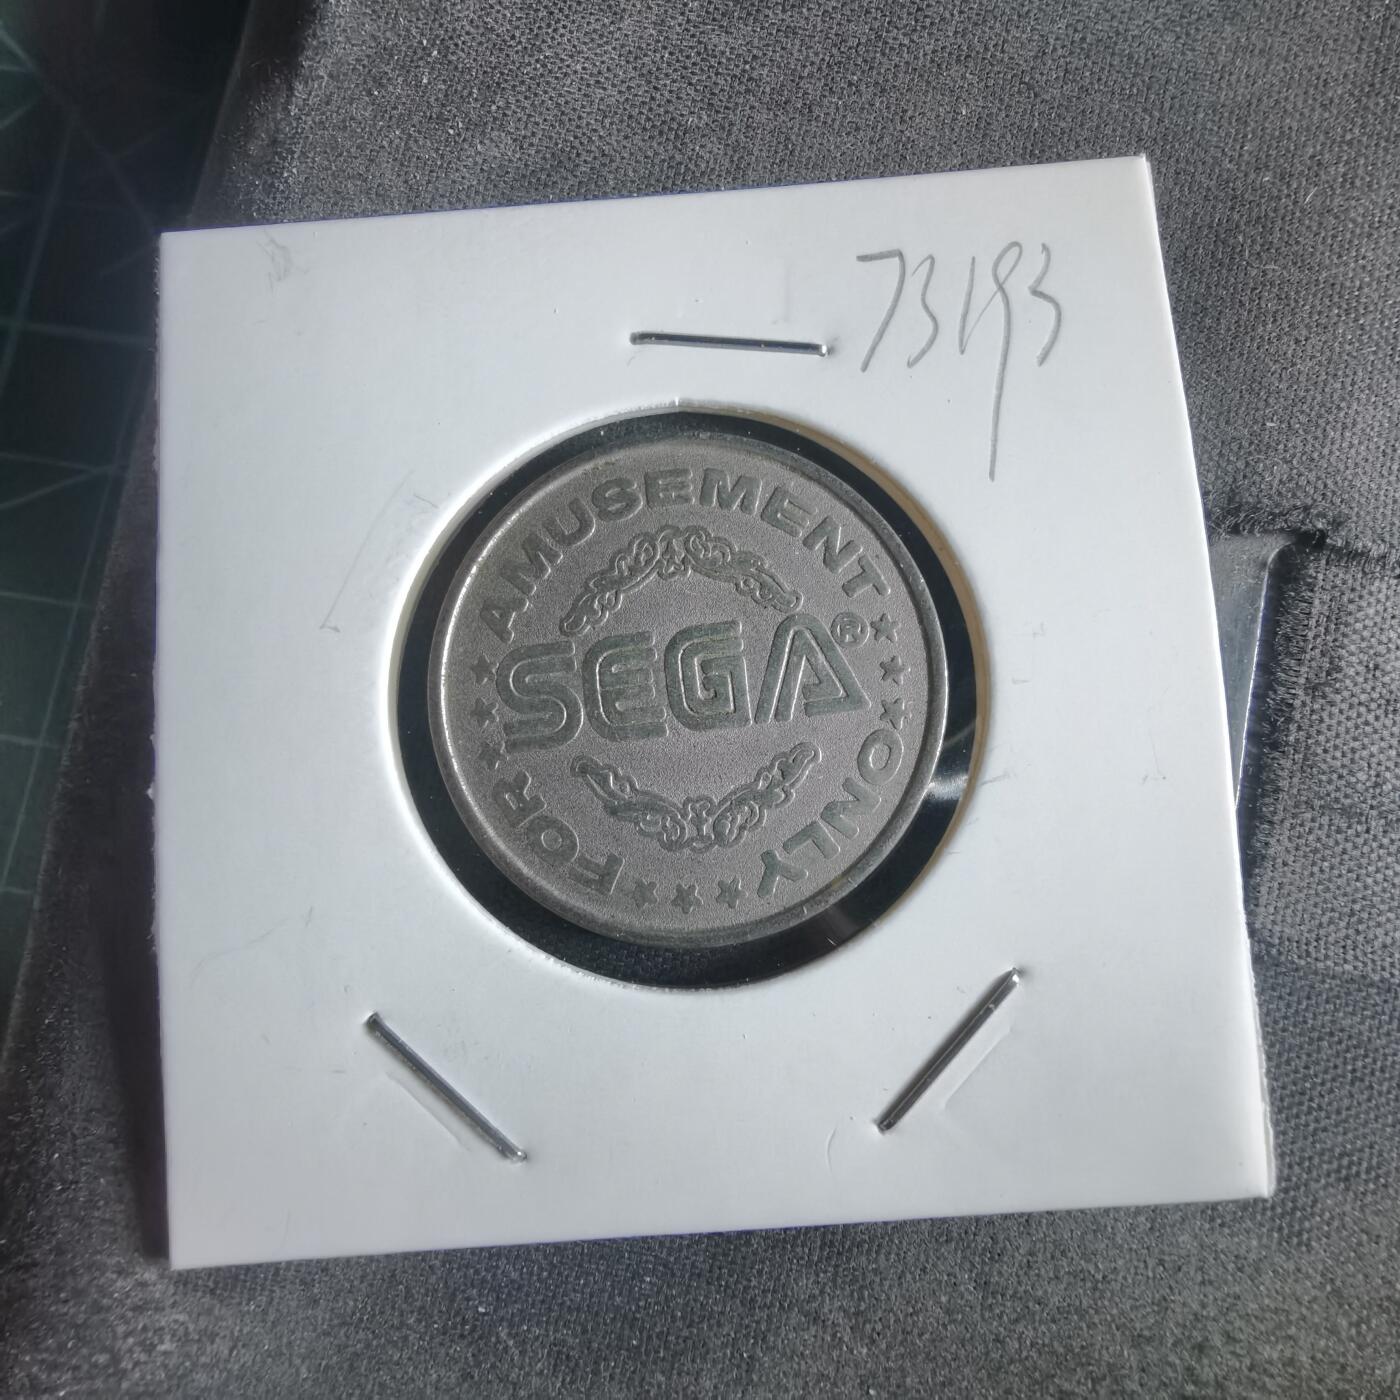 73193
FOR AMUSEMENT ONLY
SEGA®